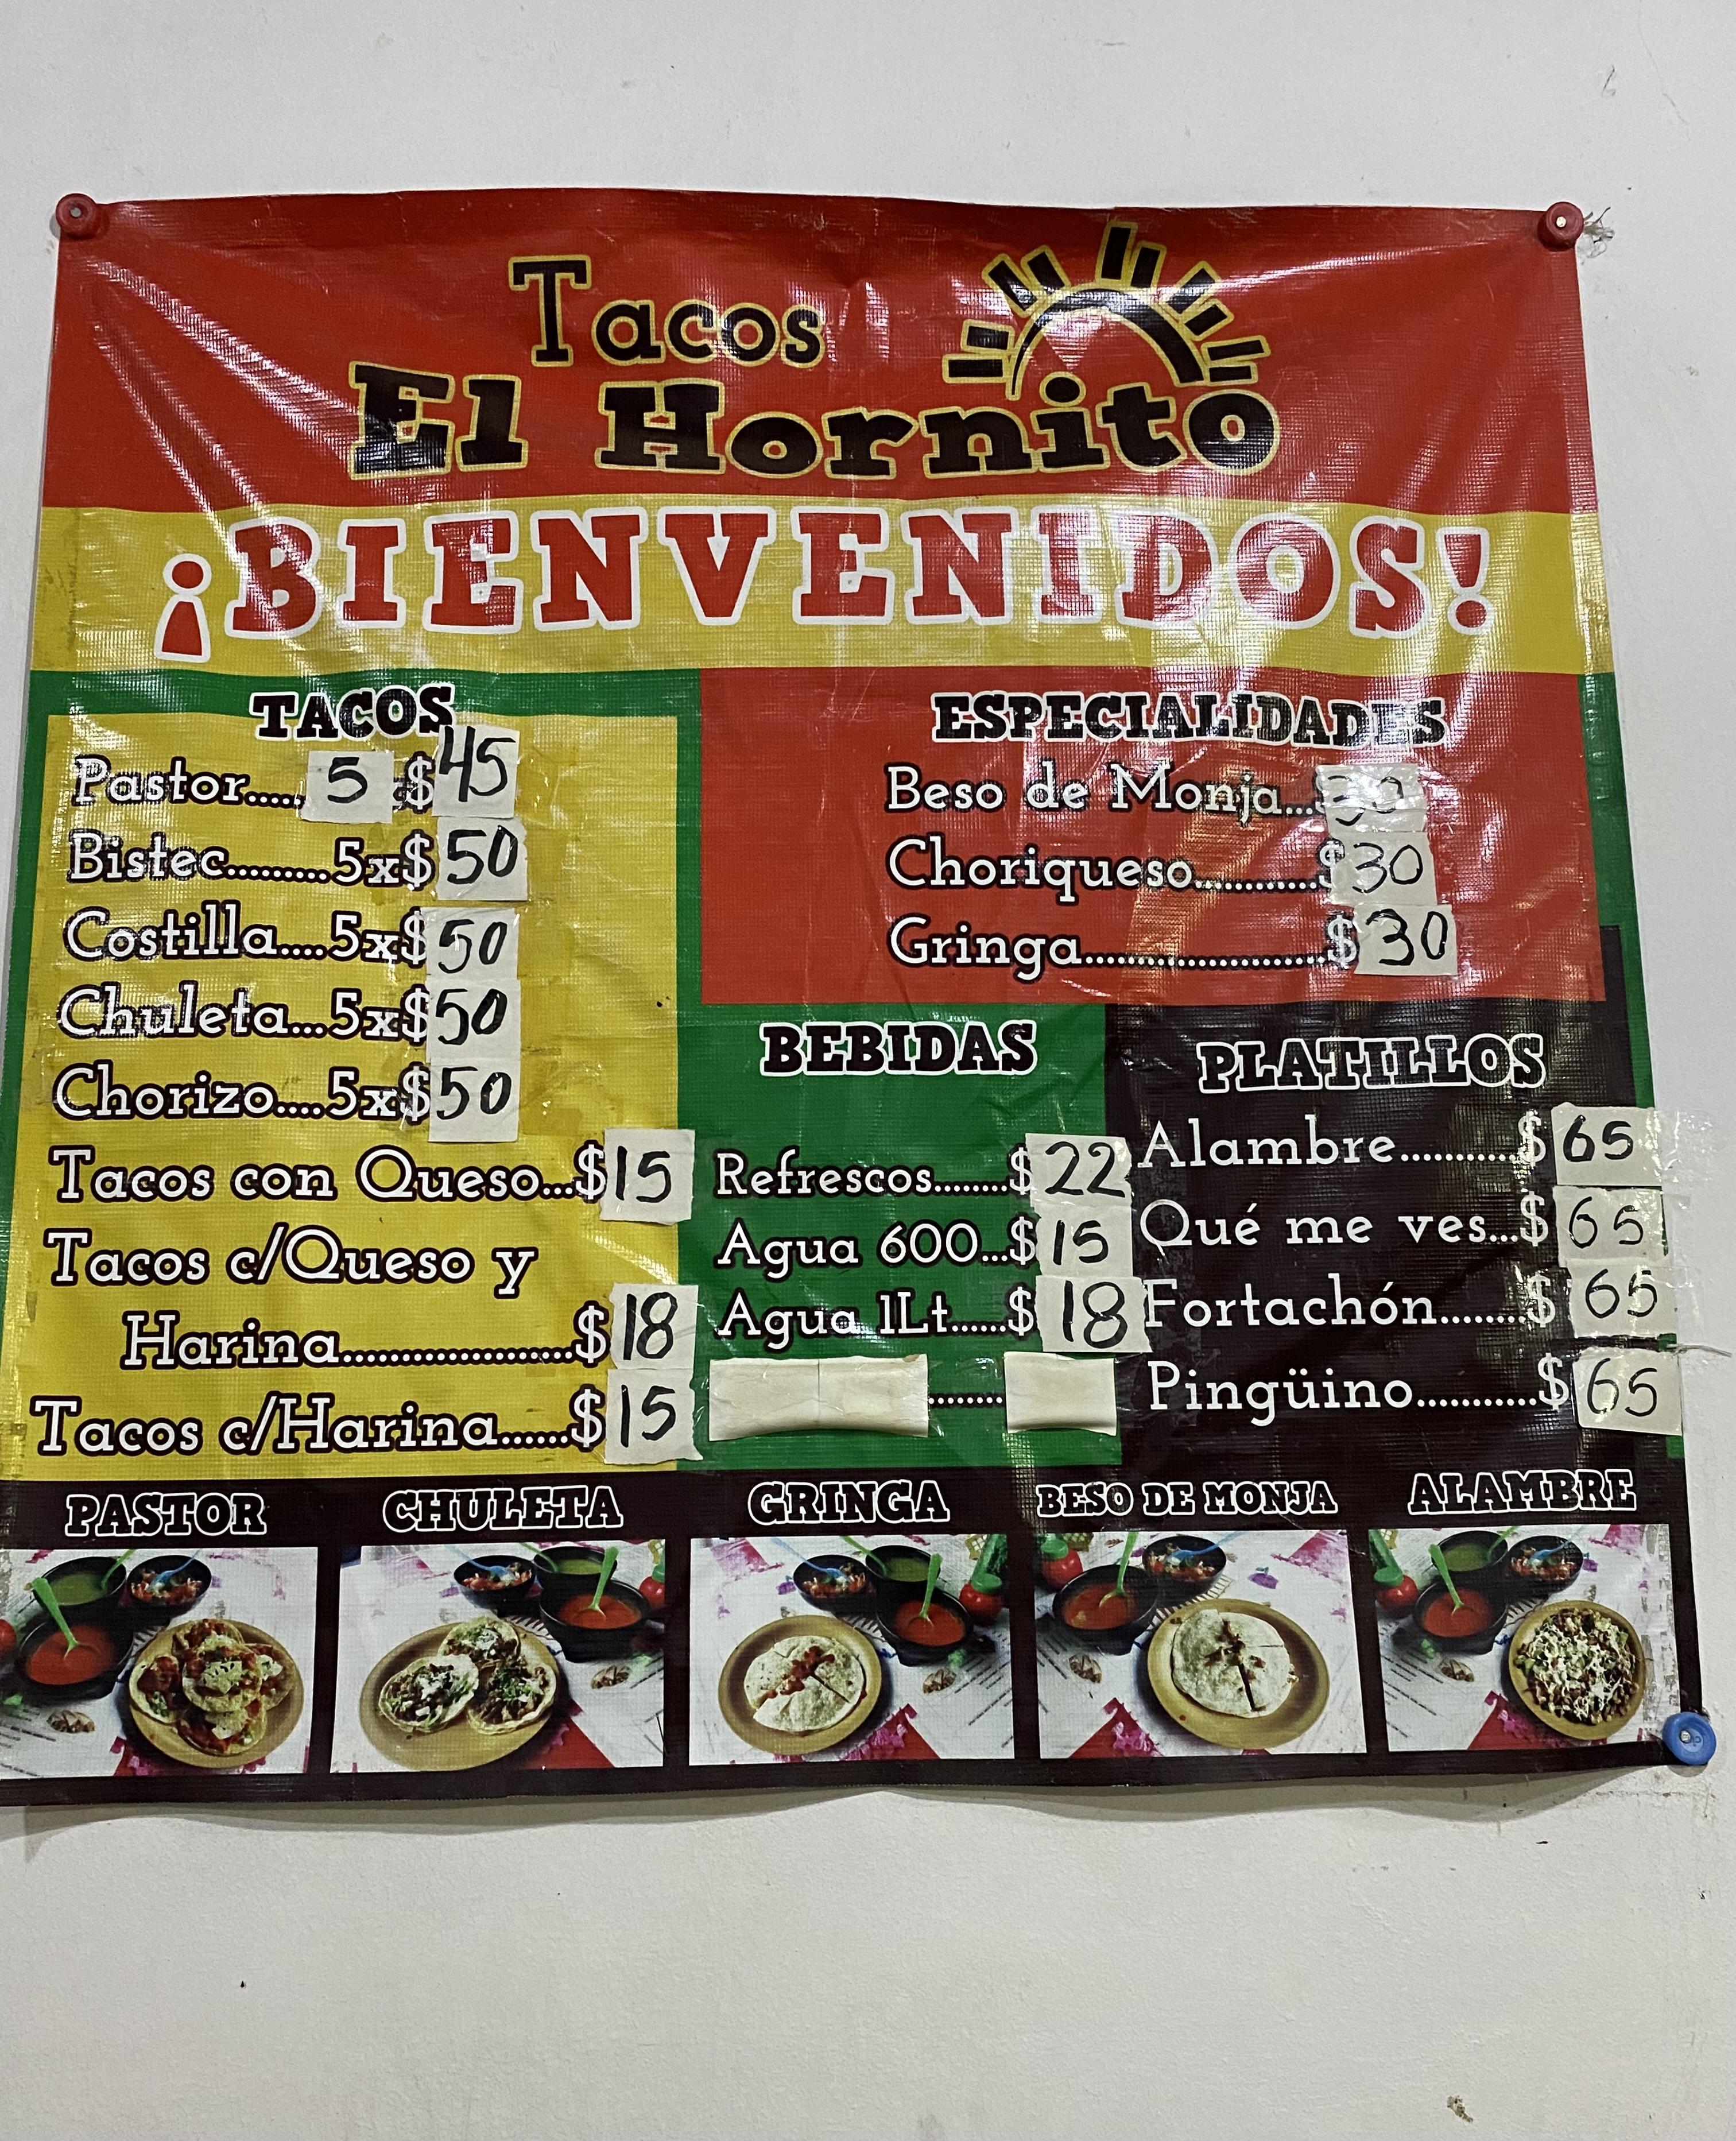 Tacos
El Hornito
¡BIENVENIDOS!
TACOS
Pastor.....5x$45
Bistec.........5x$50
Costilla....5x$50
Chuleta...5x$50
Chorizo....5x$50
Tacos con Queso...$15
Tacos c/Queso y
Harina.....................$18
Tacos c/Harina......$15
ESPECIALIDADES
Beso de Monja...$30
Choriqueso...........$30
Gringa......................$30
BEBIDAS
Refrescos........$22
Agua 600...$15
Agua 1Lt......$18
.........
PLATILLOS
Alambre...........$65
Qué me ves...$65
Fortachón........$65
Pingüino...........$65
PASTOR
CHULETA
GRINGA
BESO DE MONJA
ALAMBRE